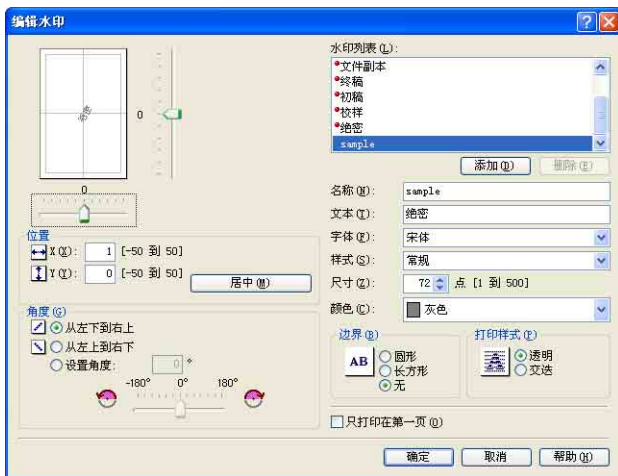 编辑水印
绝密
0
0
位置
X(X): 1 [-50 到 50]
Y(Y): 0 [-50 到 50]
居中(M)
角度(G)
从左下到右上
从左上到右下
设置角度: 0 °
-180° 0° 180°
水印列表(L):
文件副本
终稿
初稿
校样
绝密
sample
添加(D) 删除(E)
名称(N): sample
文本(T): 绝密
字体(F): 宋体
样式(S): 常规
尺寸(Z): 72 点 [1 到 500]
颜色(C): 灰色
边界(R)
AB
圆形
长方形
无
打印样式(P)
透明
交迭
只打印在第一页(O)
确定 取消 帮助(H)